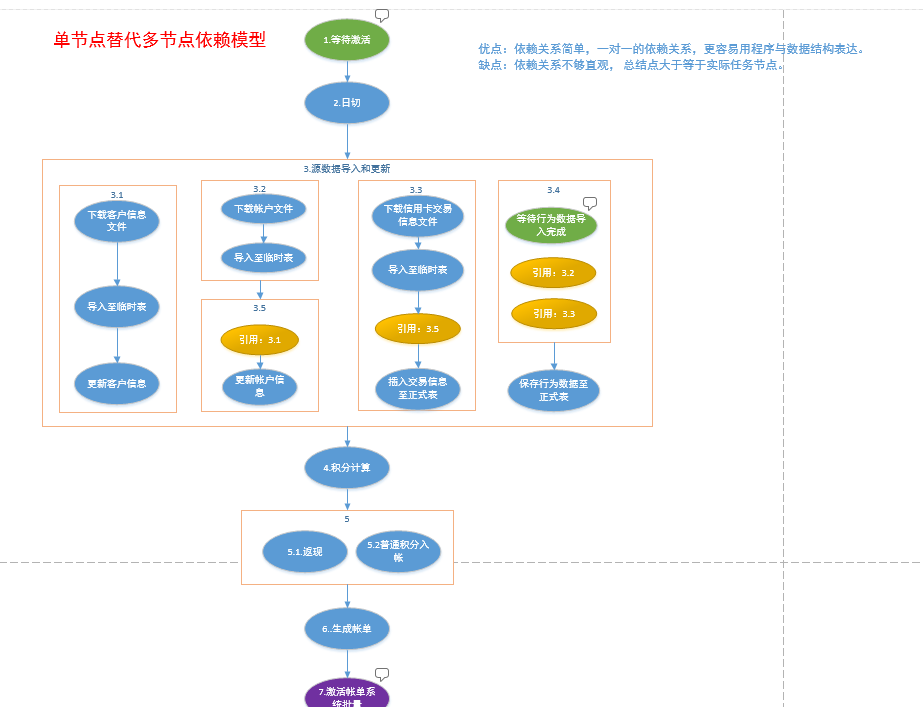 单节点替代多节点依赖模型
优点：依赖关系简单，一对一的依赖关系，更容易用程序与数据结构表达。
缺点：依赖关系不够直观， 总结点大于等于实际任务节点。
1.等待激活
2.日切
3.源数据导入和更新
3.1
下载客户信息
文件
导入至临时表
更新客户信息
3.2
下载帐户文件
导入至临时表
3.5
引用：3.1
更新帐户信
息
3.3
下载信用卡交易
信息文件
导入至临时表
引用：3.5
插入交易信息
至正式表
3.4
等待行为数据导
入完成
引用：3.2
引用：3.3
保存行为数据至
正式表
4.积分计算
5
5.1.返现
5.2普通积分入
帐
6..生成帐单
7.激活帐单系
统批量